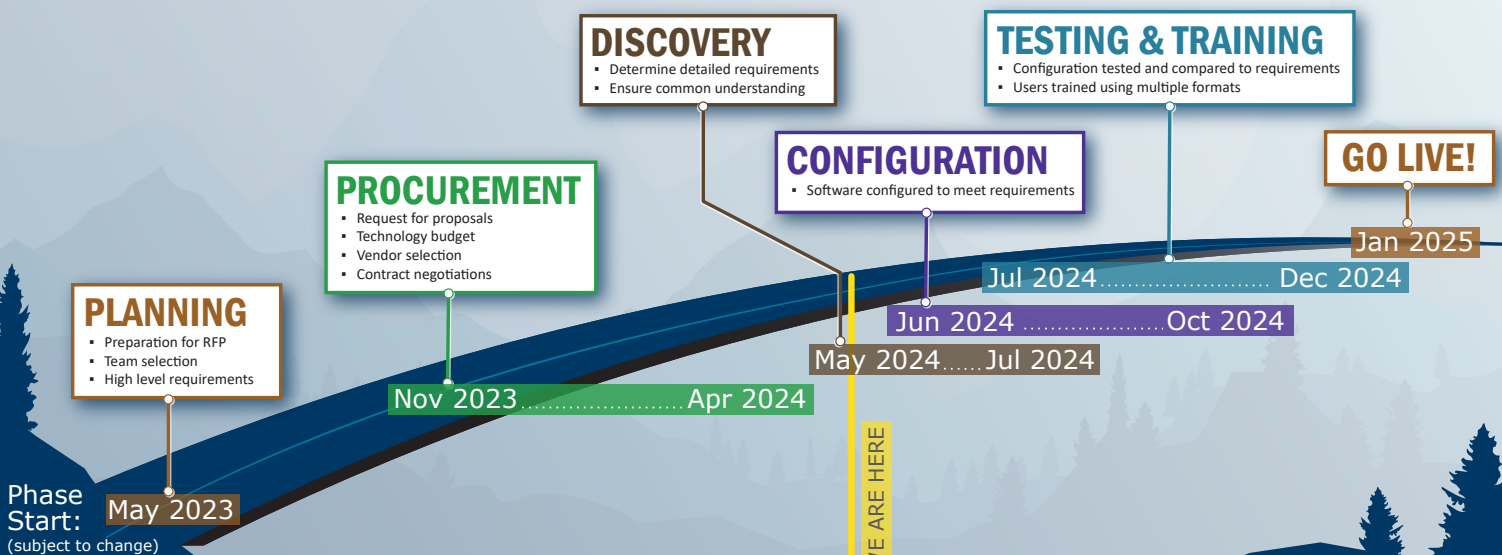 DISCOVERY
▪ Determine detailed requirements
▪ Ensure common understanding
TESTING & TRAINING
▪ Configuration tested and compared to requirements
▪ Users trained using multiple formats
CONFIGURATION
▪ Software configured to meet requirements
GO LIVE!
PROCUREMENT
▪ Request for proposals
▪ Technology budget
▪ Vendor selection
▪ Contract negotiations
PLANNING
▪ Preparation for RFP
▪ Team selection
▪ High level requirements
Jan 2025
Jul 2024........................... Dec 2024
Jun 2024 .......................Oct 2024
May 2024......Jul 2024
Nov 2023...........................Apr 2024
Phase
Start:
(subject to change)
May 2023
ARE HERE